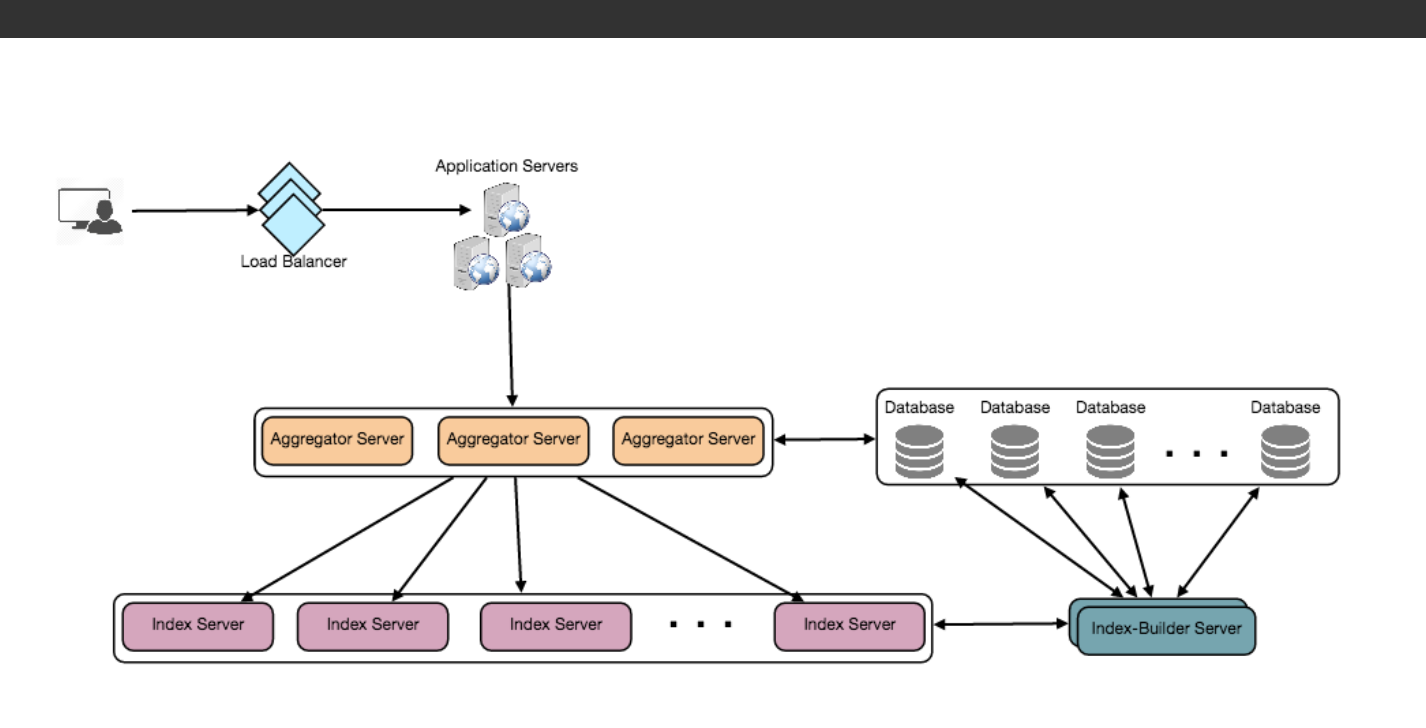 Application Servers
Load Balancer
Database Database Database Database
Aggregator Server Aggregator Server Aggregator Server
Index Server Index Server Index Server Index Server
Index-Builder Server